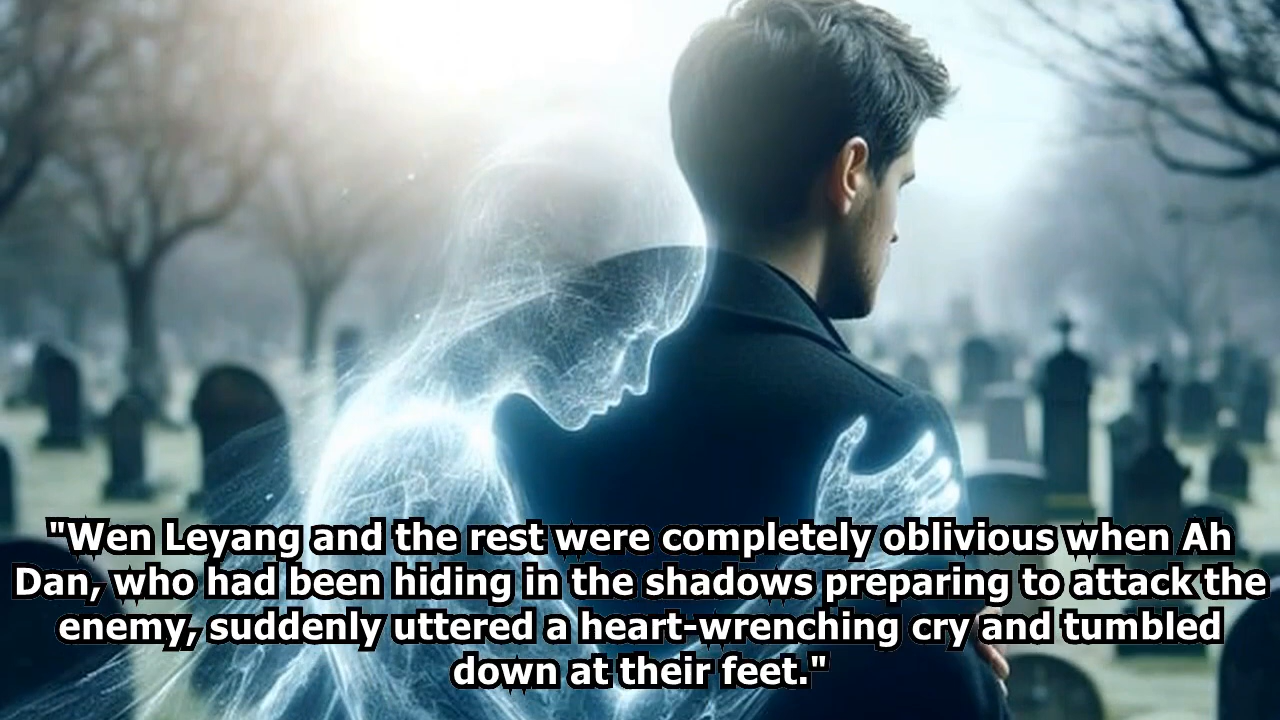 "Wen Leyang and the rest were completely oblivious when Ah
Dan, who had been hiding in the shadows preparing to attack the
enemy, suddenly uttered a heart-wrenching cry and tumbled
down at their feet."